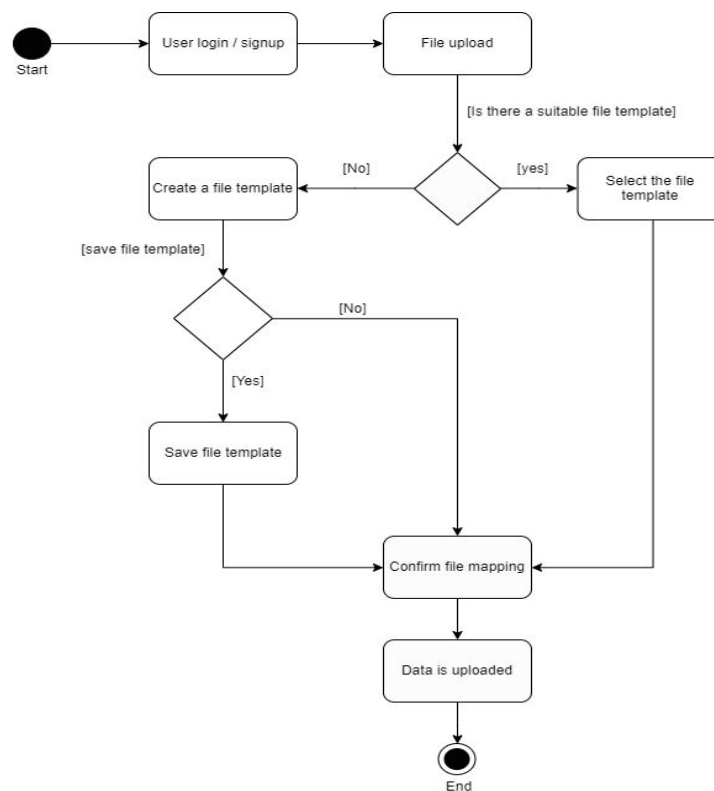 User login / signup
File upload
Start
[Is there a suitable file template]
[No]
[yes]
Create a file template
Select the file
template
[save file template]
[No]
[Yes]
Save file template
Confirm file mapping
Data is uploaded
End